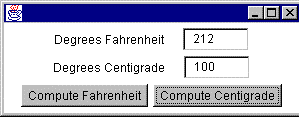 Degrees Fahrenheit 212
Degrees Centigrade 100
Compute Fahrenheit Compute Centigrade